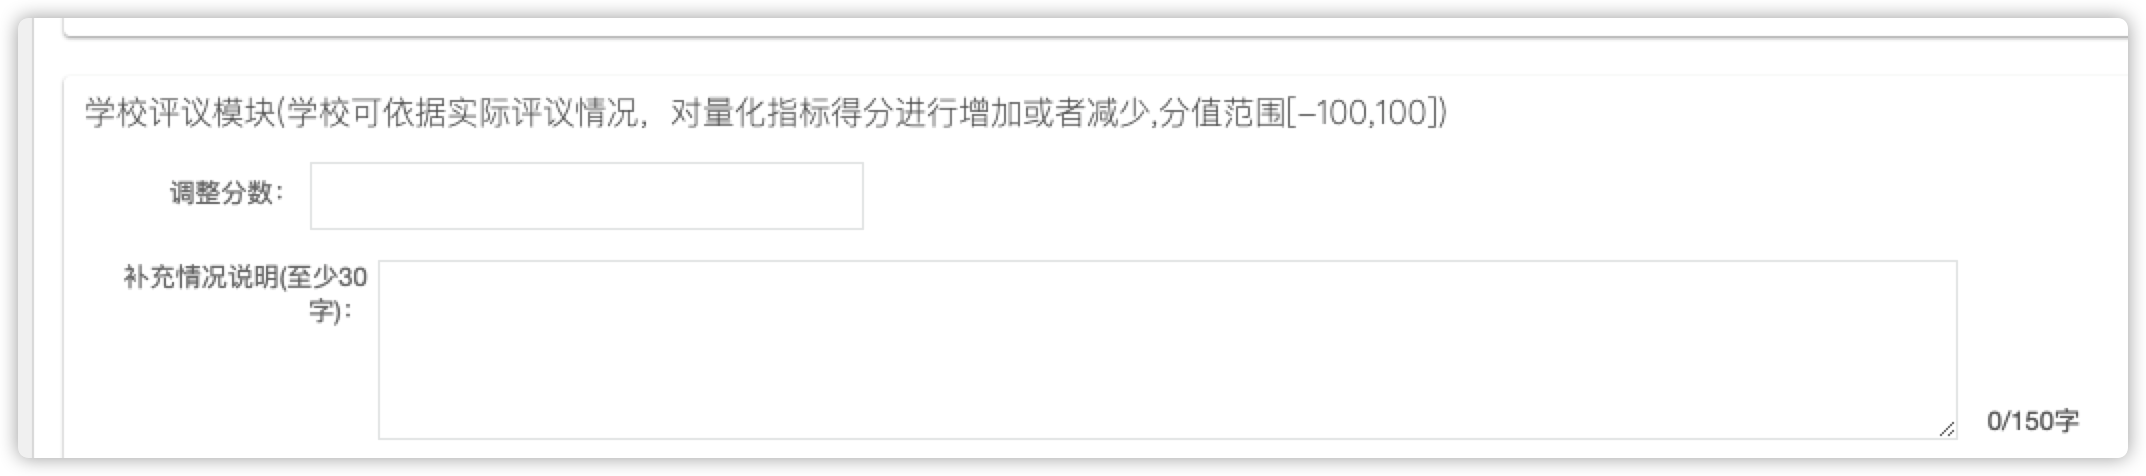 学校评议模块(学校可依据实际评议情况，对量化指标得分进行增加或者减少,分值范围[-100,100])
调整分数：
补充情况说明(至少30
字)：
0/150字